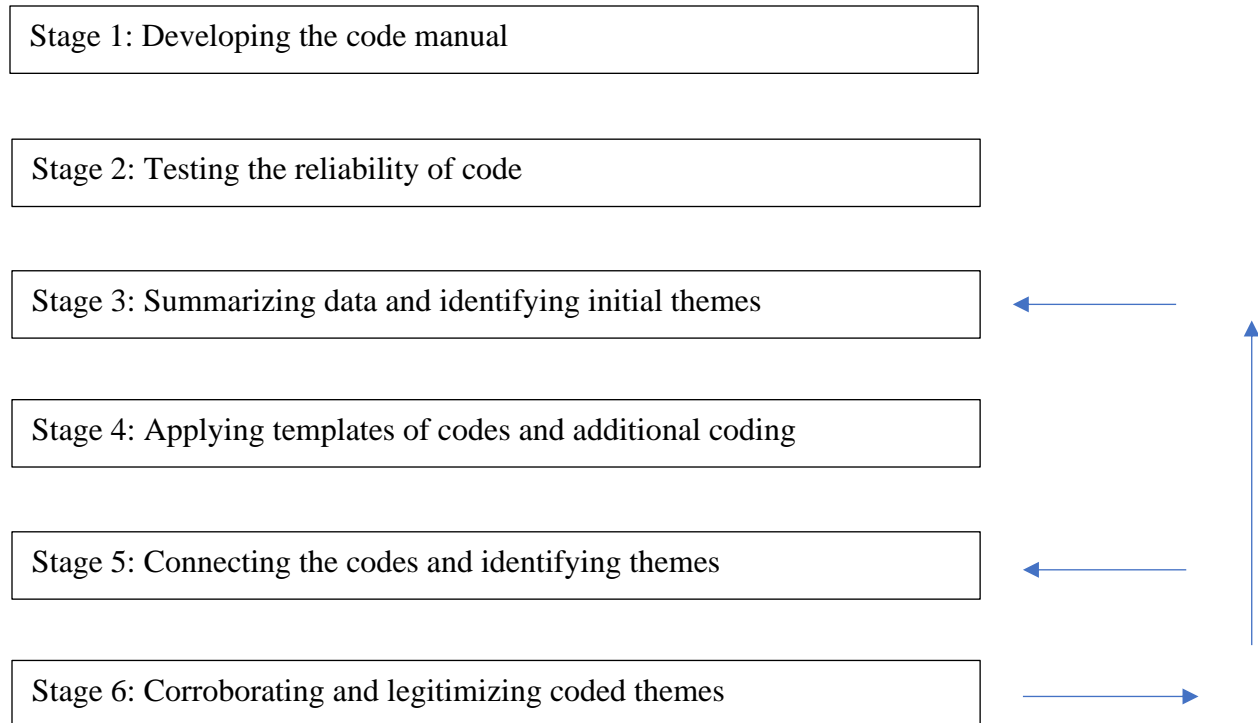 Stage 1: Developing the code manual
Stage 2: Testing the reliability of code
Stage 3: Summarizing data and identifying initial themes
Stage 4: Applying templates of codes and additional coding
Stage 5: Connecting the codes and identifying themes
Stage 6: Corroborating and legitimizing coded themes